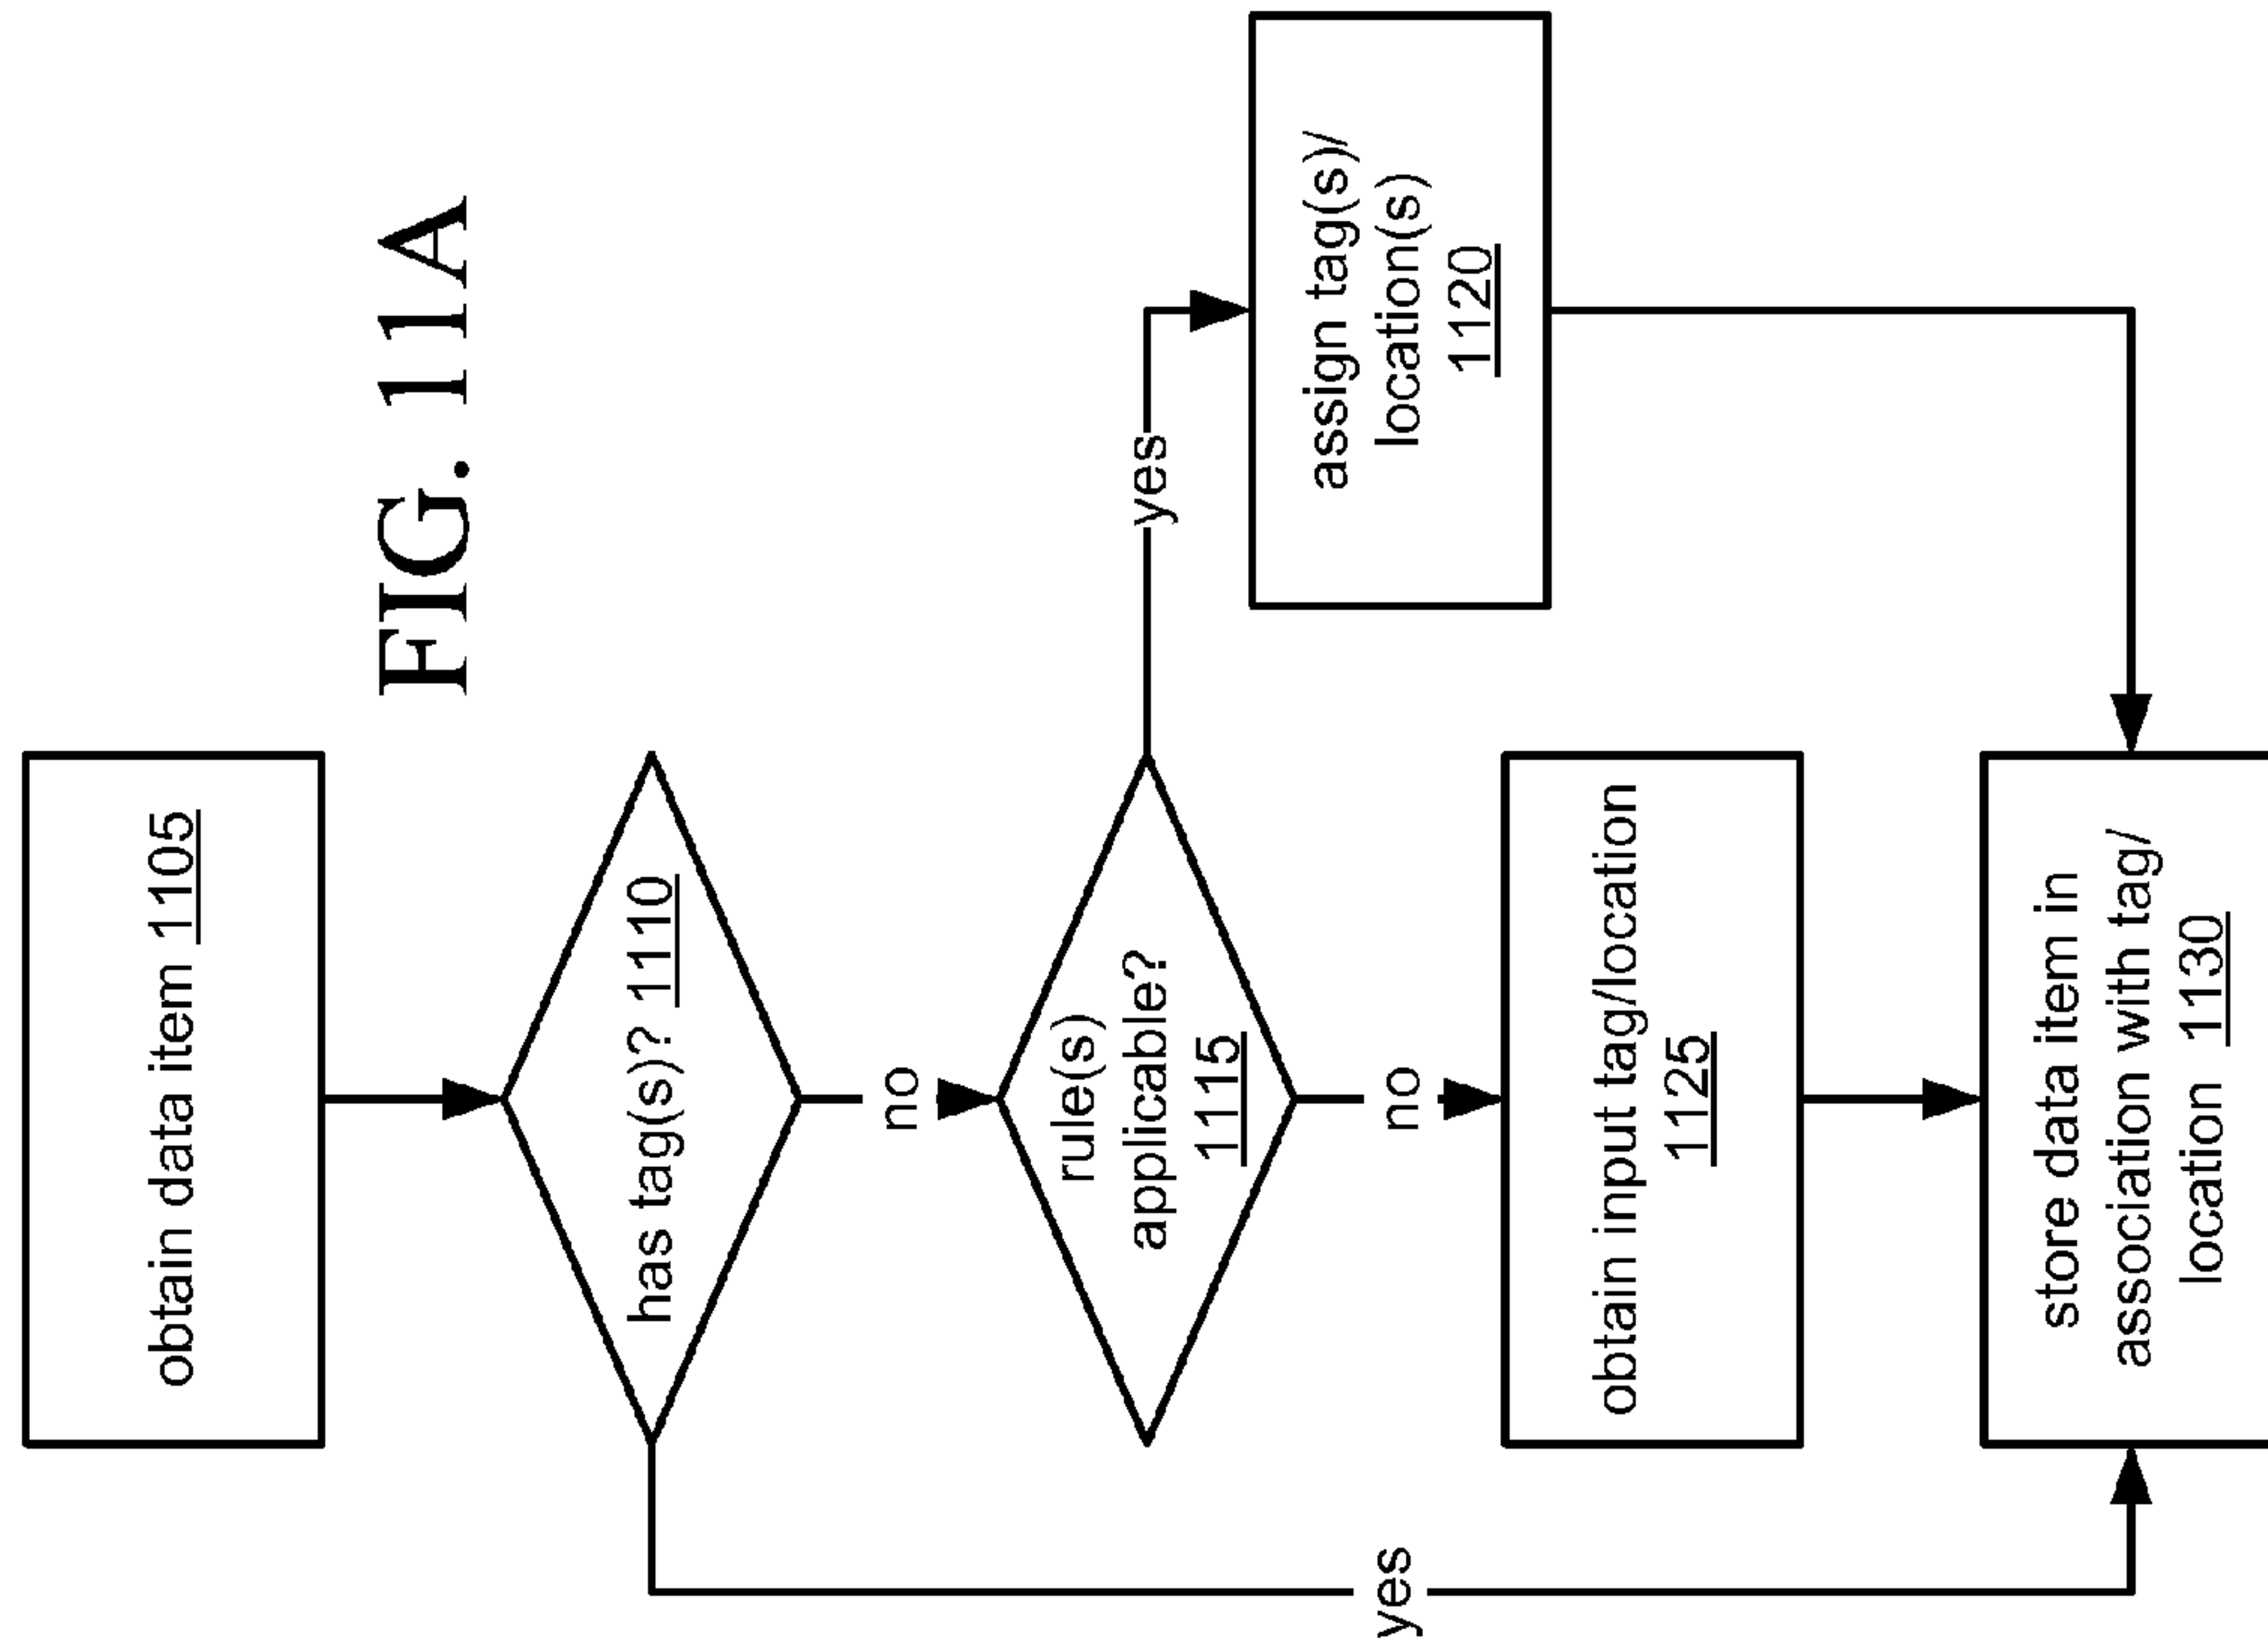 FIG. 11A
obtain data item 1105
has tag(s)? 1110
yes
no
rule(s)
applicable?
1115
yes
assign tag(s)/
location(s)
1120
no
obtain input tag/location
1125
store data item in
association with tag/
location 1130